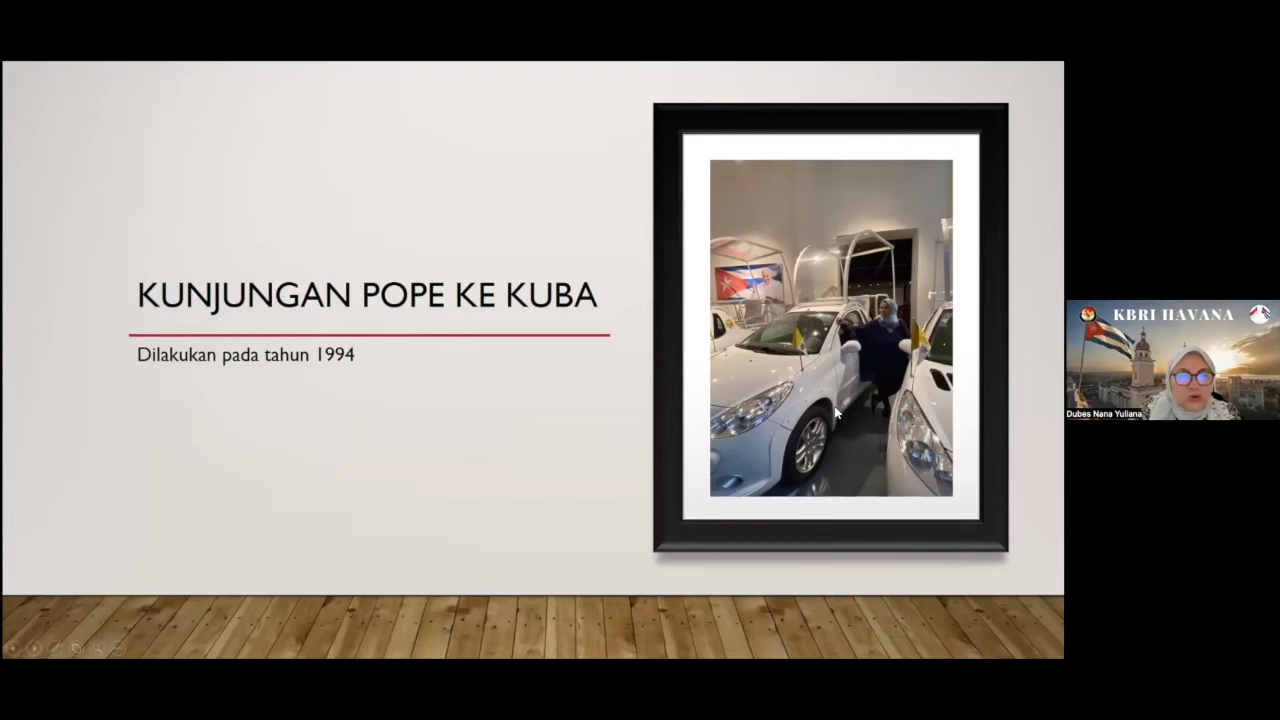 KUNJUNGAN POPE KE KUBA
Dilakukan pada tahun 1994
KBRI HAVANA
Dubes Nana Yuliana